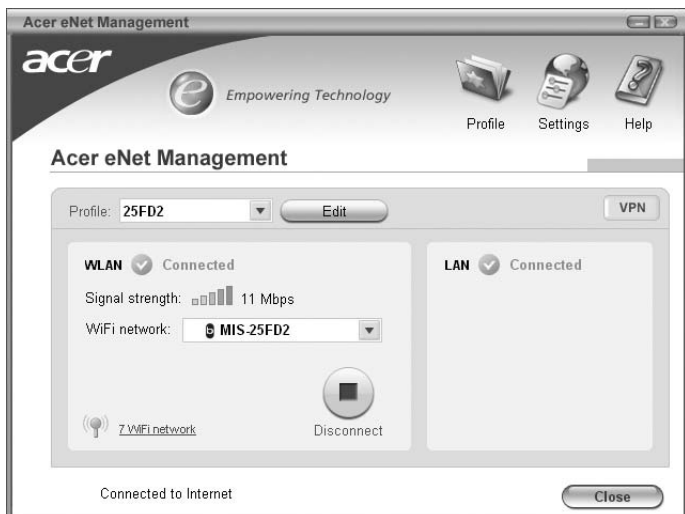 Acer eNet Management
acer
e Empowering Technology
Profile Settings Help
Acer eNet Management
Profile: 25FD2 Edit VPN
WLAN Connected
Signal strength: 11 Mbps
WiFi network: b MIS-25FD2
7 WiFi network
Disconnect
LAN Connected
Connected to Internet
Close